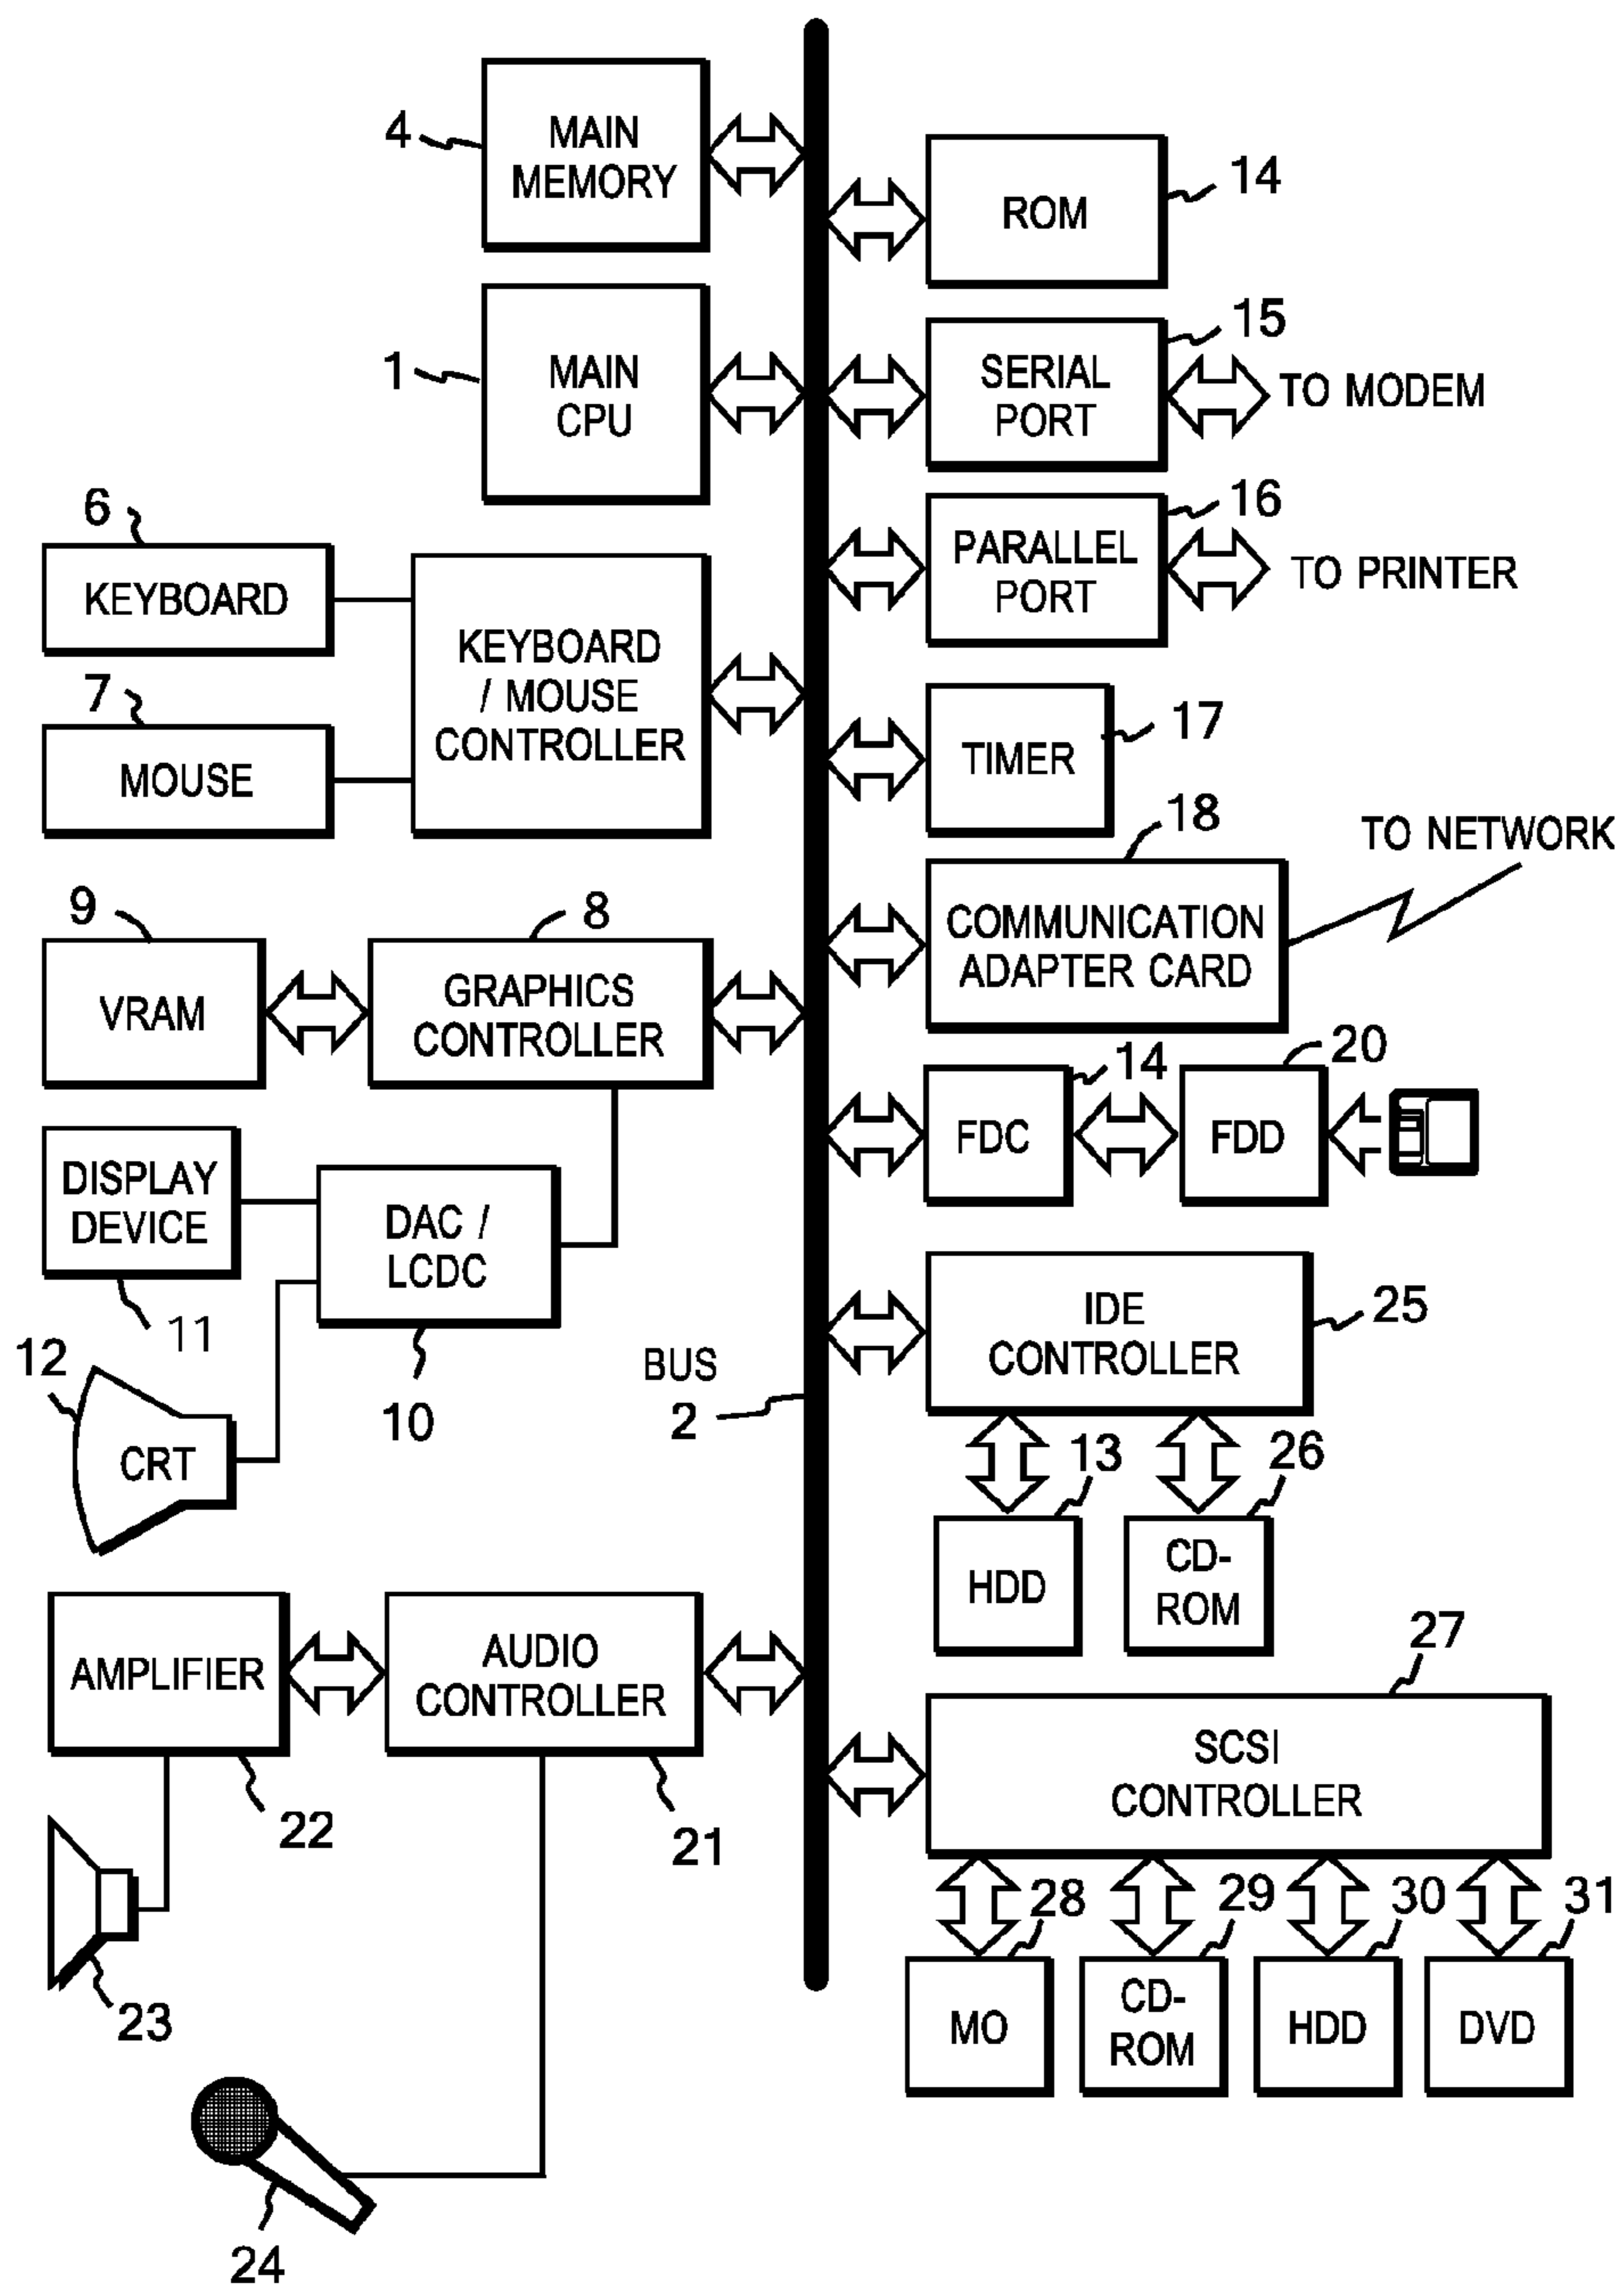 4
MAIN
MEMORY
ROM
14
1
MAIN
CPU
15
SERIAL
PORT
TO MODEM
6
KEYBOARD
16
PARALLEL
PORT
TO PRINTER
KEYBOARD
/ MOUSE
CONTROLLER
7
MOUSE
TIMER
17
18
TO NETWORK
COMMUNICATION
ADAPTER CARD
9
VRAM
8
GRAPHICS
CONTROLLER
14
FDC
20
FDD
DISPLAY
DEVICE
11
DAC /
LCDC
10
12
CRT
BUS
2
IDE
CONTROLLER
25
13
HDD
26
CD-
ROM
AMPLIFIER
22
AUDIO
CONTROLLER
21
27
SCSI
CONTROLLER
23
28
MO
29
CD-
ROM
30
HDD
31
DVD
24